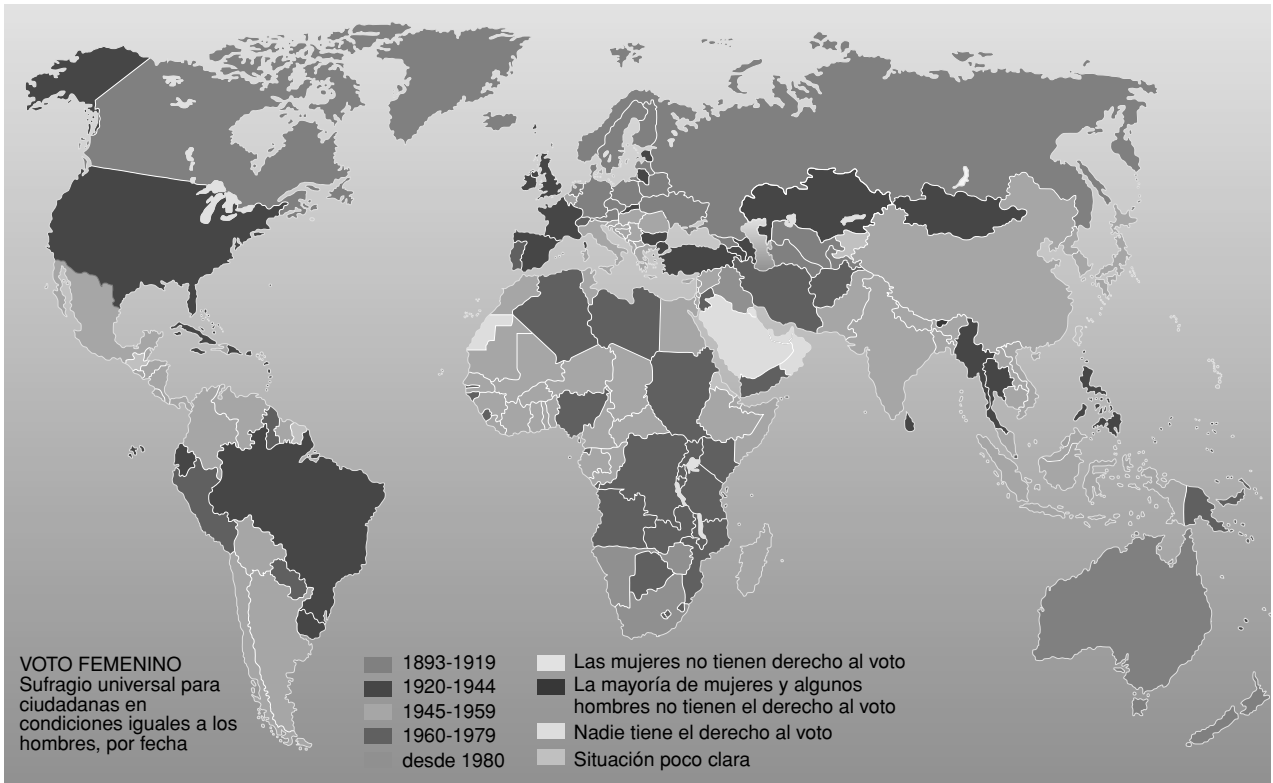 VOTO FEMENINO
Sufragio universal para
ciudadanas en
condiciones iguales a los
hombres, por fecha
1893-1919
1920-1944
1945-1959
1960-1979
desde 1980
Las mujeres no tienen derecho al voto
La mayoría de mujeres y algunos
hombres no tienen el derecho al voto
Nadie tiene el derecho al voto
Situación poco clara